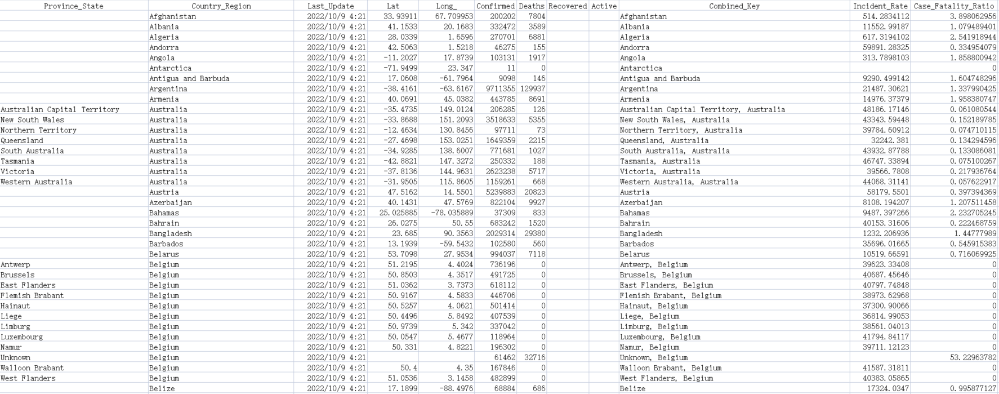 Province_State Country_Region Last_Update Lat Long_ Confirmed Deaths Recovered Active Combined_Key Incident_Rate Case_Fatality_Ratio
Afghanistan 2022/10/9 4:21 33.93911 67.709953 200202 7804 Afghanistan 514.2834112 3.898062956
Albania 2022/10/9 4:21 41.1533 20.1683 332472 3589 Albania 11552.99187 1.079489401
Algeria 2022/10/9 4:21 28.0339 1.6596 270701 6881 Algeria 617.3194102 2.541918944
Andorra 2022/10/9 4:21 42.5063 1.5218 46275 155 Andorra 59891.28325 0.334954079
Angola 2022/10/9 4:21 -11.2027 17.8739 103131 1917 Angola 313.7898103 1.858800942
Antarctica 2022/10/9 4:21 -71.9499 23.347 11 0 Antarctica 0
Antigua and Barbuda 2022/10/9 4:21 17.0608 -61.7964 9098 146 Antigua and Barbuda 9290.499142 1.604748296
Argentina 2022/10/9 4:21 -38.4161 -63.6167 9711355 129937 Argentina 21487.30621 1.337990425
Armenia 2022/10/9 4:21 40.0691 45.0382 443785 8691 Armenia 14976.37379 1.958380747
Australian Capital Territory Australia 2022/10/9 4:21 -35.4735 149.0124 206285 126 Australian Capital Territory, Australia 48186.17146 0.061080544
New South Wales Australia 2022/10/9 4:21 -33.8688 151.2093 3518633 5355 New South Wales, Australia 43343.59448 0.152189785
Northern Territory Australia 2022/10/9 4:21 -12.4634 130.8456 97711 73 Northern Territory, Australia 39784.60912 0.074710115
Queensland Australia 2022/10/9 4:21 -27.4698 153.0251 1649359 2215 Queensland, Australia 32242.381 0.134294596
South Australia Australia 2022/10/9 4:21 -34.9285 138.6007 771681 1027 South Australia, Australia 43932.87788 0.133086081
Tasmania Australia 2022/10/9 4:21 -42.8821 147.3272 250332 188 Tasmania, Australia 46747.33894 0.075100267
Victoria Australia 2022/10/9 4:21 -37.8136 144.9631 2623238 5717 Victoria, Australia 39566.7808 0.217936764
Western Australia Australia 2022/10/9 4:21 -31.9505 115.8605 1159261 668 Western Australia, Australia 44068.31141 0.057622917
Austria 2022/10/9 4:21 47.5162 14.5501 5239883 20823 Austria 58179.5501 0.397394369
Azerbaijan 2022/10/9 4:21 40.1431 47.5769 822104 9927 Azerbaijan 8108.194207 1.207511458
Bahamas 2022/10/9 4:21 25.025885 -78.035889 37309 833 Bahamas 9487.397266 2.232705245
Bahrain 2022/10/9 4:21 26.0275 50.55 683242 1520 Bahrain 40153.31606 0.222468759
Bangladesh 2022/10/9 4:21 23.685 90.3563 2029314 29380 Bangladesh 1232.206936 1.44777989
Barbados 2022/10/9 4:21 13.1939 -59.5432 102580 560 Barbados 35696.01665 0.545915383
Belarus 2022/10/9 4:21 53.7098 27.9534 994037 7118 Belarus 10519.66591 0.716069925
Antwerp Belgium 2022/10/9 4:21 51.2195 4.4024 736196 0 Antwerp, Belgium 39623.33408 0
Brussels Belgium 2022/10/9 4:21 50.8503 4.3517 491725 0 Brussels, Belgium 40687.45646 0
East Flanders Belgium 2022/10/9 4:21 51.0362 3.7373 618112 0 East Flanders, Belgium 40797.74848 0
Flemish Brabant Belgium 2022/10/9 4:21 50.9167 4.5833 446706 0 Flemish Brabant, Belgium 38973.62968 0
Hainaut Belgium 2022/10/9 4:21 50.5257 4.0621 501414 0 Hainaut, Belgium 37300.90066 0
Liege Belgium 2022/10/9 4:21 50.4496 5.8492 407539 0 Liege, Belgium 36814.99053 0
Limburg Belgium 2022/10/9 4:21 50.9739 5.342 337042 0 Limburg, Belgium 38561.04013 0
Luxembourg Belgium 2022/10/9 4:21 50.0547 5.4677 118964 0 Luxembourg, Belgium 41794.84117 0
Namur Belgium 2022/10/9 4:21 50.331 4.8221 196302 0 Namur, Belgium 39711.12123 0
Unknown Belgium 2022/10/9 4:21 61462 32716 Unknown, Belgium 53.22963782
Walloon Brabant Belgium 2022/10/9 4:21 50.4 4.35 167846 0 Walloon Brabant, Belgium 41587.31811 0
West Flanders Belgium 2022/10/9 4:21 51.0536 3.1458 482899 0 West Flanders, Belgium 40383.05865 0
Belize 2022/10/9 4:21 17.1899 -88.4976 68884 686 Belize 17324.0347 0.995877127